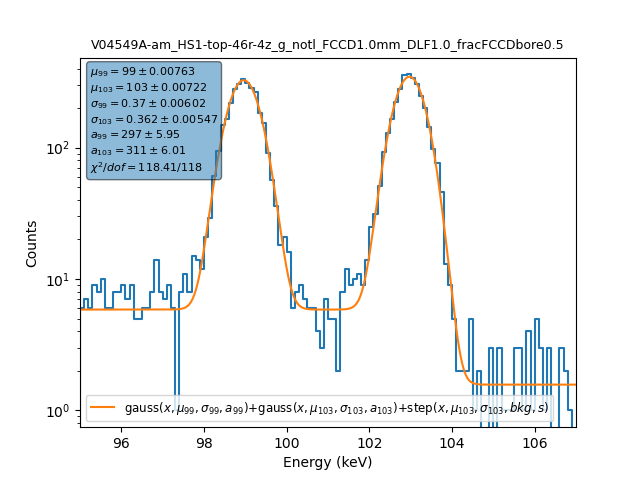 V04549A-am_HS1-top-46r-4z_g_notl_FCCD1.0mm_DLF1.0_fracFCCDbore0.5
μ99 = 99 ± 0.00763
μ103 = 103 ± 0.00722
σ99 = 0.37 ± 0.00602
σ103 = 0.362 ± 0.00547
a99 = 297 ± 5.95
a103 = 311 ± 6.01
χ²/dof = 118.41/118
Counts
10²
10¹
10⁰
gauss(x, μ99, σ99, a99)+gauss(x, μ103, σ103, a103)+step(x, μ103, σ103, bkg, s)
96 98 100 102 104 106
Energy (keV)